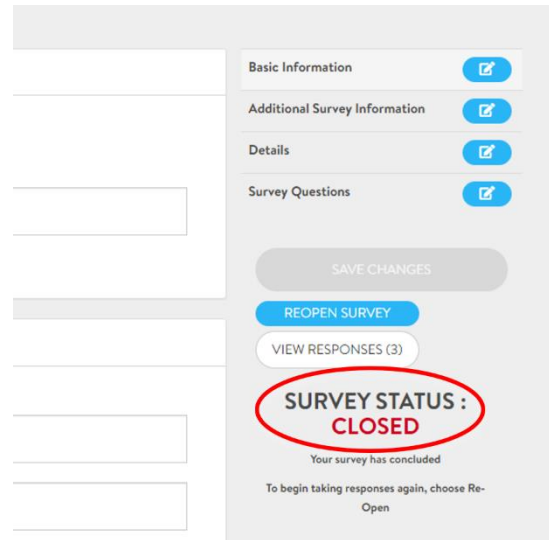 Basic Information
Additional Survey Information
Details
Survey Questions
SAVE CHANGES
REOPEN SURVEY
VIEW RESPONSES (3)
SURVEY STATUS :
CLOSED
Your survey has concluded
To begin taking responses again, choose Re-
Open